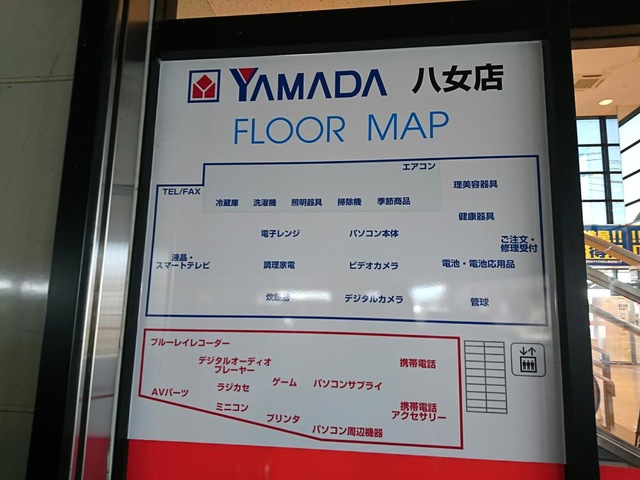 YAMADA 八女店
FLOOR MAP
エアコン
TEL/FAX
理美容器具
冷蔵庫 洗濯機 照明器具 掃除機 季節商品
健康器具
電子レンジ パソコン本体
ご注文・
修理受付
液晶・
スマートテレビ
調理家電 ビデオカメラ 電池・電池応用品
炊飯器 デジタルカメラ 管球
ブルーレイレコーダー
デジタルオーディオ
プレーヤー
携帯電話
ラジカセ ゲーム パソコンサプライ
AVパーツ
ミニコン プリンタ
携帯電話
アクセサリー
パソコン周辺機器